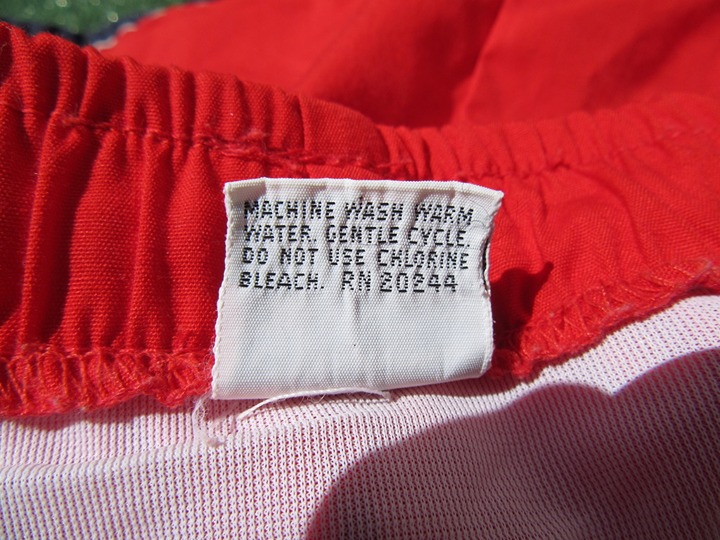 MACHINE WASH WARM
WATER. GENTLE CYCLE.
DO NOT USE CHLORINE
BLEACH. RN 20244